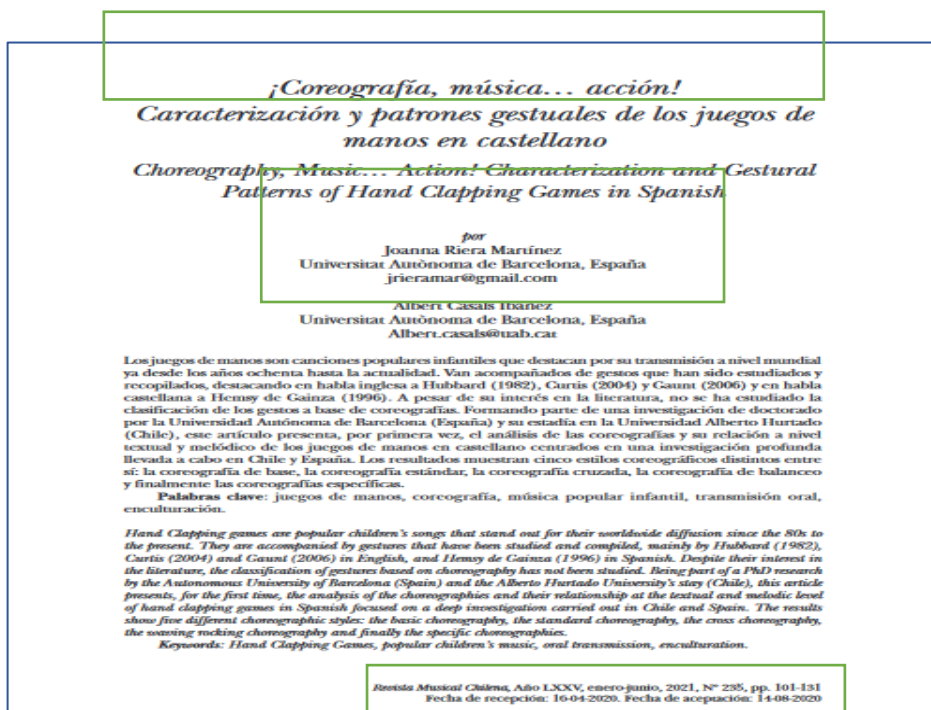 ¡Coreografía, música... acción!
Caracterización y patrones gestuales de los juegos de
manos en castellano
Choreography, Music... Action! Characterization and Gestural
Patterns of Hand Clapping Games in Spanish
por
Joanna Riera Martínez
Universitat Autònoma de Barcelona, España
jrieramar@gmail.com
Albert Casals Ibáñez
Universitat Autònoma de Barcelona, España
Albert.casals@uab.cat
Los juegos de manos son canciones populares infantiles que destacan por su transmisión a nivel mundial
ya desde los años ochenta hasta la actualidad. Van acompañados de gestos que han sido estudiados y
recopilados, destacando en habla inglesa a Hubbard (1982), Curtis (2004) y Gaunt (2006) y en habla
castellana a Hemsy de Gainza (1996). A pesar de su interés en la literatura, no se ha estudiado la
clasificación de los gestos a base de coreografías. Formando parte de una investigación de doctorado
por la Universidad Autónoma de Barcelona (España) y su estadía en la Universidad Alberto Hurtado
(Chile), este artículo presenta, por primera vez, el análisis de las coreografías y su relación a nivel
textual y melódico de los juegos de manos en castellano centrados en una investigación profunda
llevada a cabo en Chile y España. Los resultados muestran cinco estilos coreográficos distintos entre
sí: la coreografía de base, la coreografía estándar, la coreografía cruzada, la coreografía de balanceo
y finalmente las coreografías específicas.
Palabras clave: juegos de manos, coreografía, música popular infantil, transmisión oral,
enculturación.
Hand Clapping games are popular children's songs that stand out for their worldwide diffusion since the 80s to
the present. They are accompanied by gestures that have been studied and compiled, mainly by Hubbard (1982),
Curtis (2004) and Gaunt (2006) in English, and Hemsy de Gainza (1996) in Spanish. Despite their interest in
the literature, the classification of gestures based on choreography has not been studied. Being part of a PhD research
by the Autonomous University of Barcelona (Spain) and the Alberto Hurtado University's stay (Chile), this article
presents, for the first time, the analysis of the choreographies and their relationship at the textual and melodic level
of hand clapping games in Spanish focused on a deep investigation carried out in Chile and Spain. The results
show five different choreographic styles: the basic choreography, the standard choreography, the cross choreography,
the waving rocking choreography and finally the specific choreographies.
Keywords: Hand Clapping Games, popular children's music, oral transmission, enculturation.
Revista Musical Chilena, Año LXXV, enero-junio, 2021, N° 235, pp. 101-131
Fecha de recepción: 16-04-2020. Fecha de aceptación: 14-08-2020